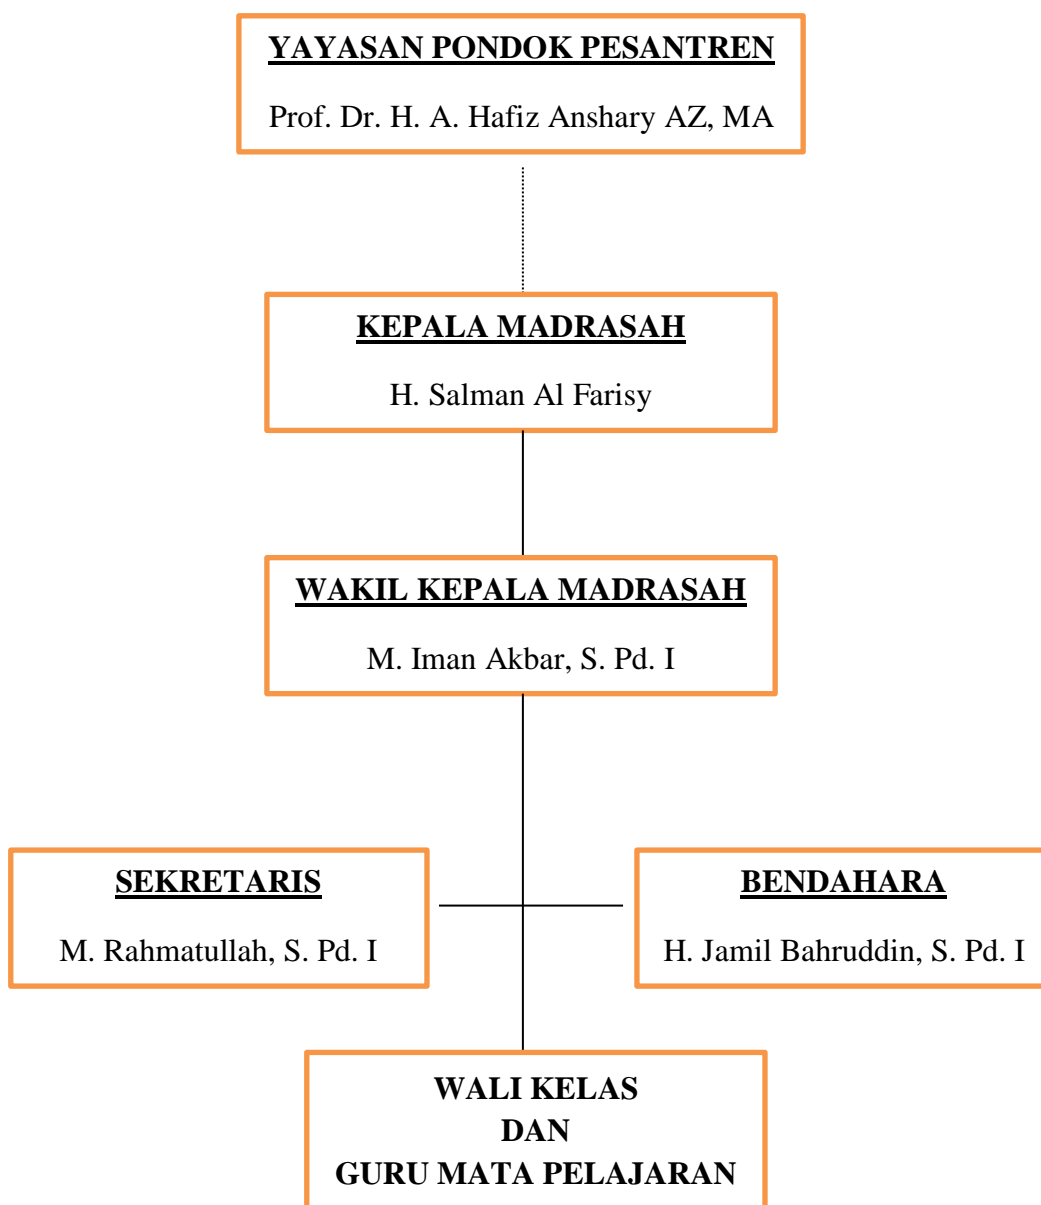 YAYASAN PONDOK PESANTREN
Prof. Dr. H. A. Hafiz Anshary AZ, MA
KEPALA MADRASAH
H. Salman Al Farisy
WAKIL KEPALA MADRASAH
M. Iman Akbar, S. Pd. I
SEKRETARIS
M. Rahmatullah, S. Pd. I
BENDAHARA
H. Jamil Bahruddin, S. Pd. I
WALI KELAS
DAN
GURU MATA PELAJARAN